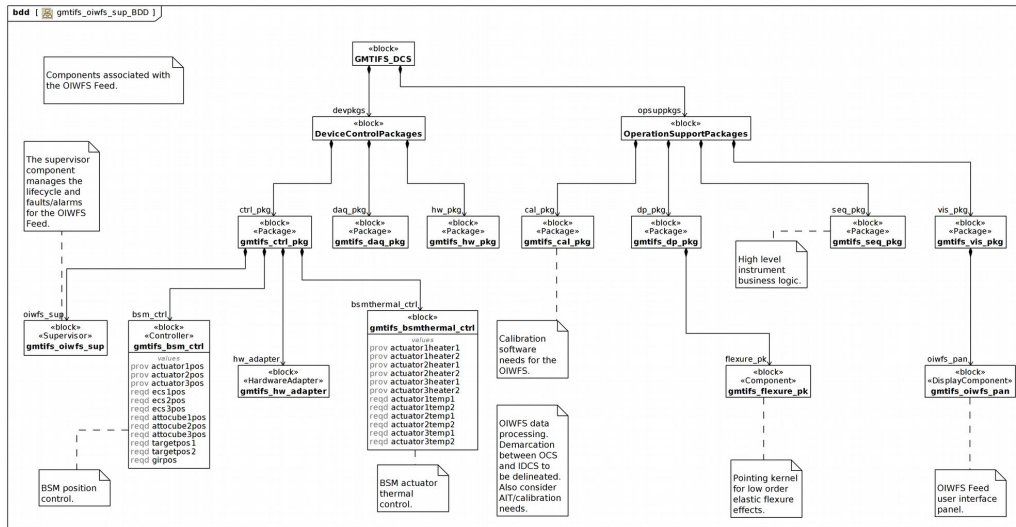 bdd [ gmtifs_oiwfs_sup_BDD ]
Components associated with
the OIWFS Feed.
«block»
GMTIFS_DCS
devpkgs
«block»
DeviceControlPackages
opsuppkgs
«block»
OperationSupportPackages
The supervisor
component
manages the
lifecycle and
faults/alarms
for the OIWFS
Feed.
ctrl_pkg
«block»
«Package»
gmtifs_ctrl_pkg
daq_pkg
«block»
«Package»
gmtifs_daq_pkg
hw_pkg
«block»
«Package»
gmtifs_hw_pkg
cal_pkg
«block»
«Package»
gmtifs_cal_pkg
dp_pkg
«block»
«Package»
gmtifs_dp_pkg
seq_pkg
«block»
«Package»
gmtifs_seq_pkg
vis_pkg
«block»
«Package»
gmtifs_vis_pkg
High level
instrument
business logic.
oiwfs_sup
«block»
«Supervisor»
gmtifs_oiwfs_sup
bsm_ctrl
«block»
«Controller»
gmtifs_bsm_ctrl
values
prov actuator1pos
prov actuator2pos
prov actuator3pos
reqd ecs1pos
reqd ecs2pos
reqd ecs3pos
reqd attocube1pos
reqd attocube2pos
reqd attocube3pos
reqd targetpos1
reqd targetpos2
reqd girpos
hw_adapter
«block»
«HardwareAdapter»
gmtifs_hw_adapter
bsmthermal_ctrl
«block»
gmtifs_bsmthermal_ctrl
values
prov actuator1heater1
prov actuator1heater2
prov actuator2heater1
prov actuator2heater2
prov actuator3heater1
prov actuator3heater2
reqd actuator1temp1
reqd actuator1temp2
reqd actuator2temp1
reqd actuator2temp2
reqd actuator3temp1
reqd actuator3temp2
Calibration
software
needs for the
OIWFS.
flexure_pk
«block»
«Component»
gmtifs_flexure_pk
oiwfs_pan
«block»
«DisplayComponent»
gmtifs_oiwfs_pan
OIWFS data
processing.
Demarcation
between OCS
and IDCS to
be delineated.
Also consider
AIT/calibration
needs.
BSM position
control.
BSM actuator
thermal
control.
Pointing kernel
for low order
elastic flexure
effects.
OIWFS Feed
user interface
panel.